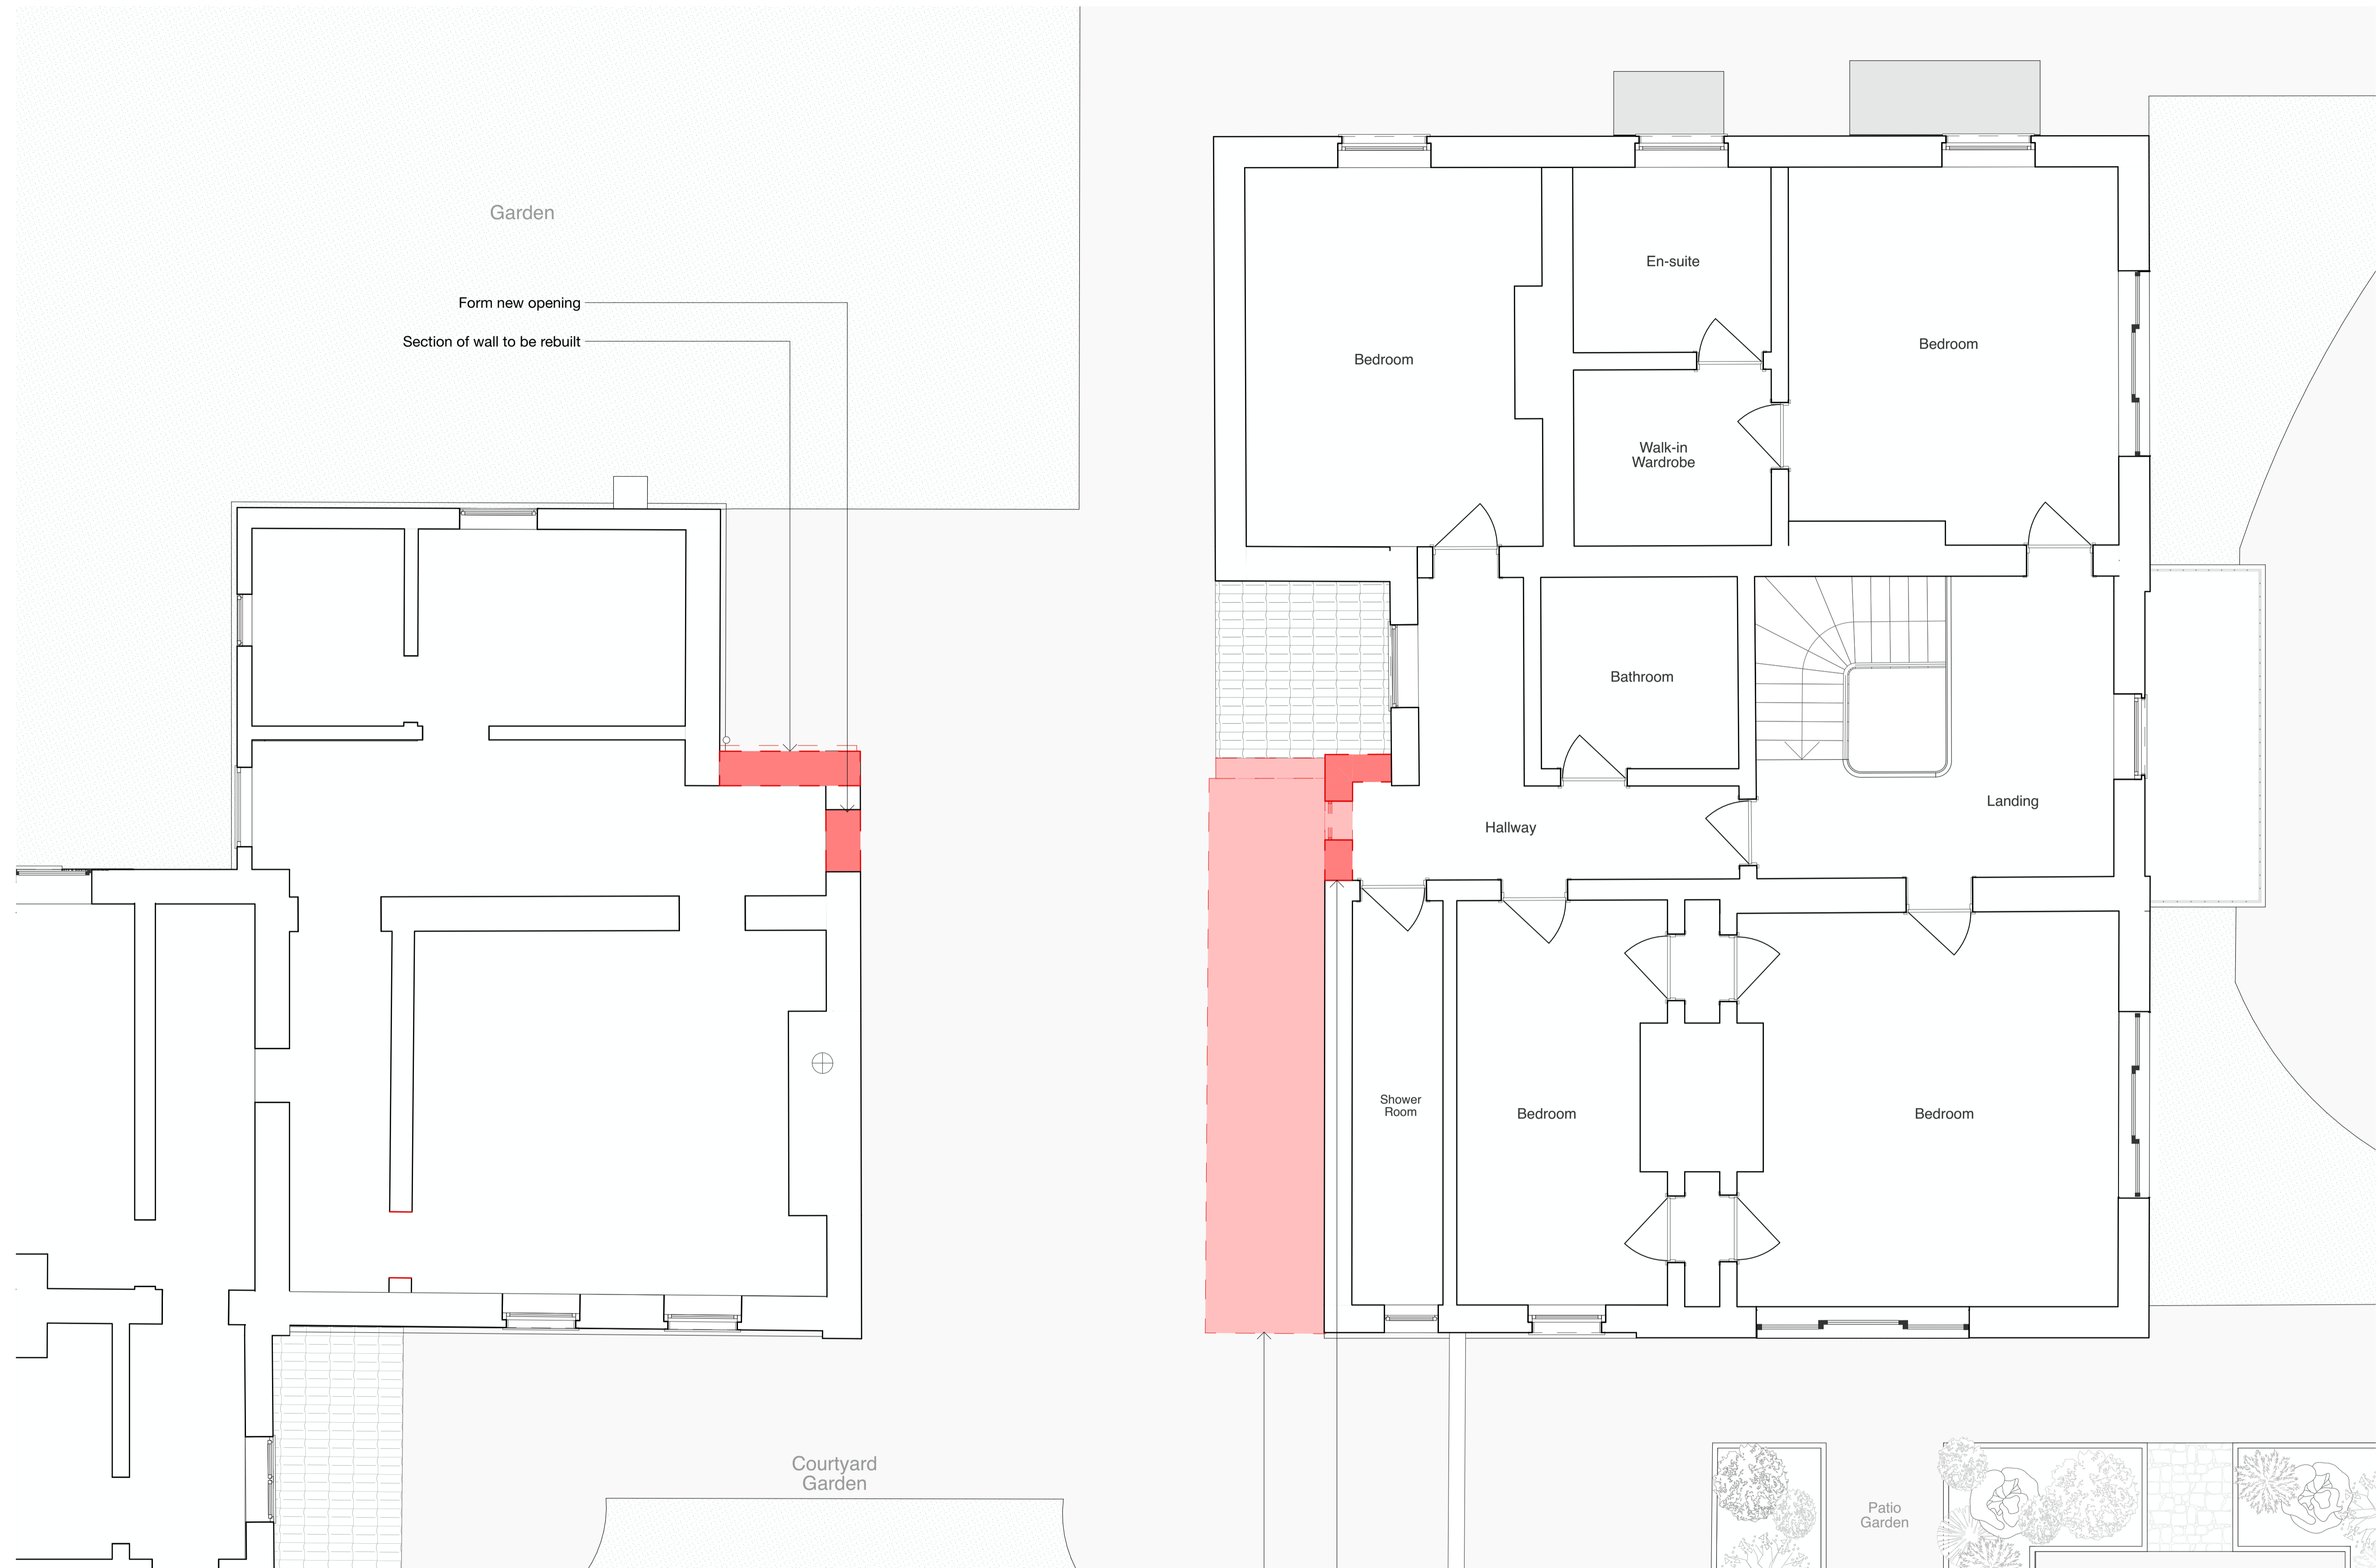 Garden
Form new opening
Section of wall to be rebuilt
En-suite
Bedroom
Bedroom
Walk-in
Wardrobe
Bathroom
Landing
Hallway
Shower
Room
Bedroom
Bedroom
Courtyard
Garden
Patio
Garden